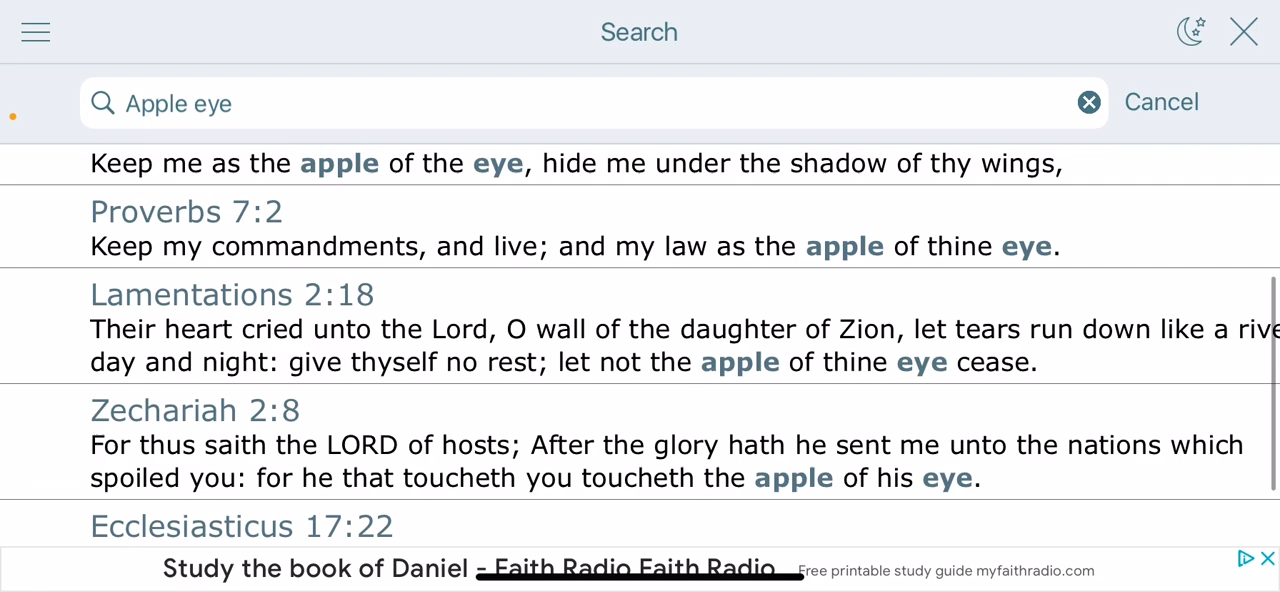 Search
Apple eye
Cancel
Keep me as the apple of the eye, hide me under the shadow of thy wings,
Proverbs 7:2
Keep my commandments, and live; and my law as the apple of thine eye.
Lamentations 2:18
Their heart cried unto the Lord, O wall of the daughter of Zion, let tears run down like a rive
day and night: give thyself no rest; let not the apple of thine eye cease.
Zechariah 2:8
For thus saith the LORD of hosts; After the glory hath he sent me unto the nations which
spoiled you: for he that toucheth you toucheth the apple of his eye.
Ecclesiasticus 17:22
Study the book of Daniel - Faith Radio Faith Radio Free printable study guide myfaithradio.com